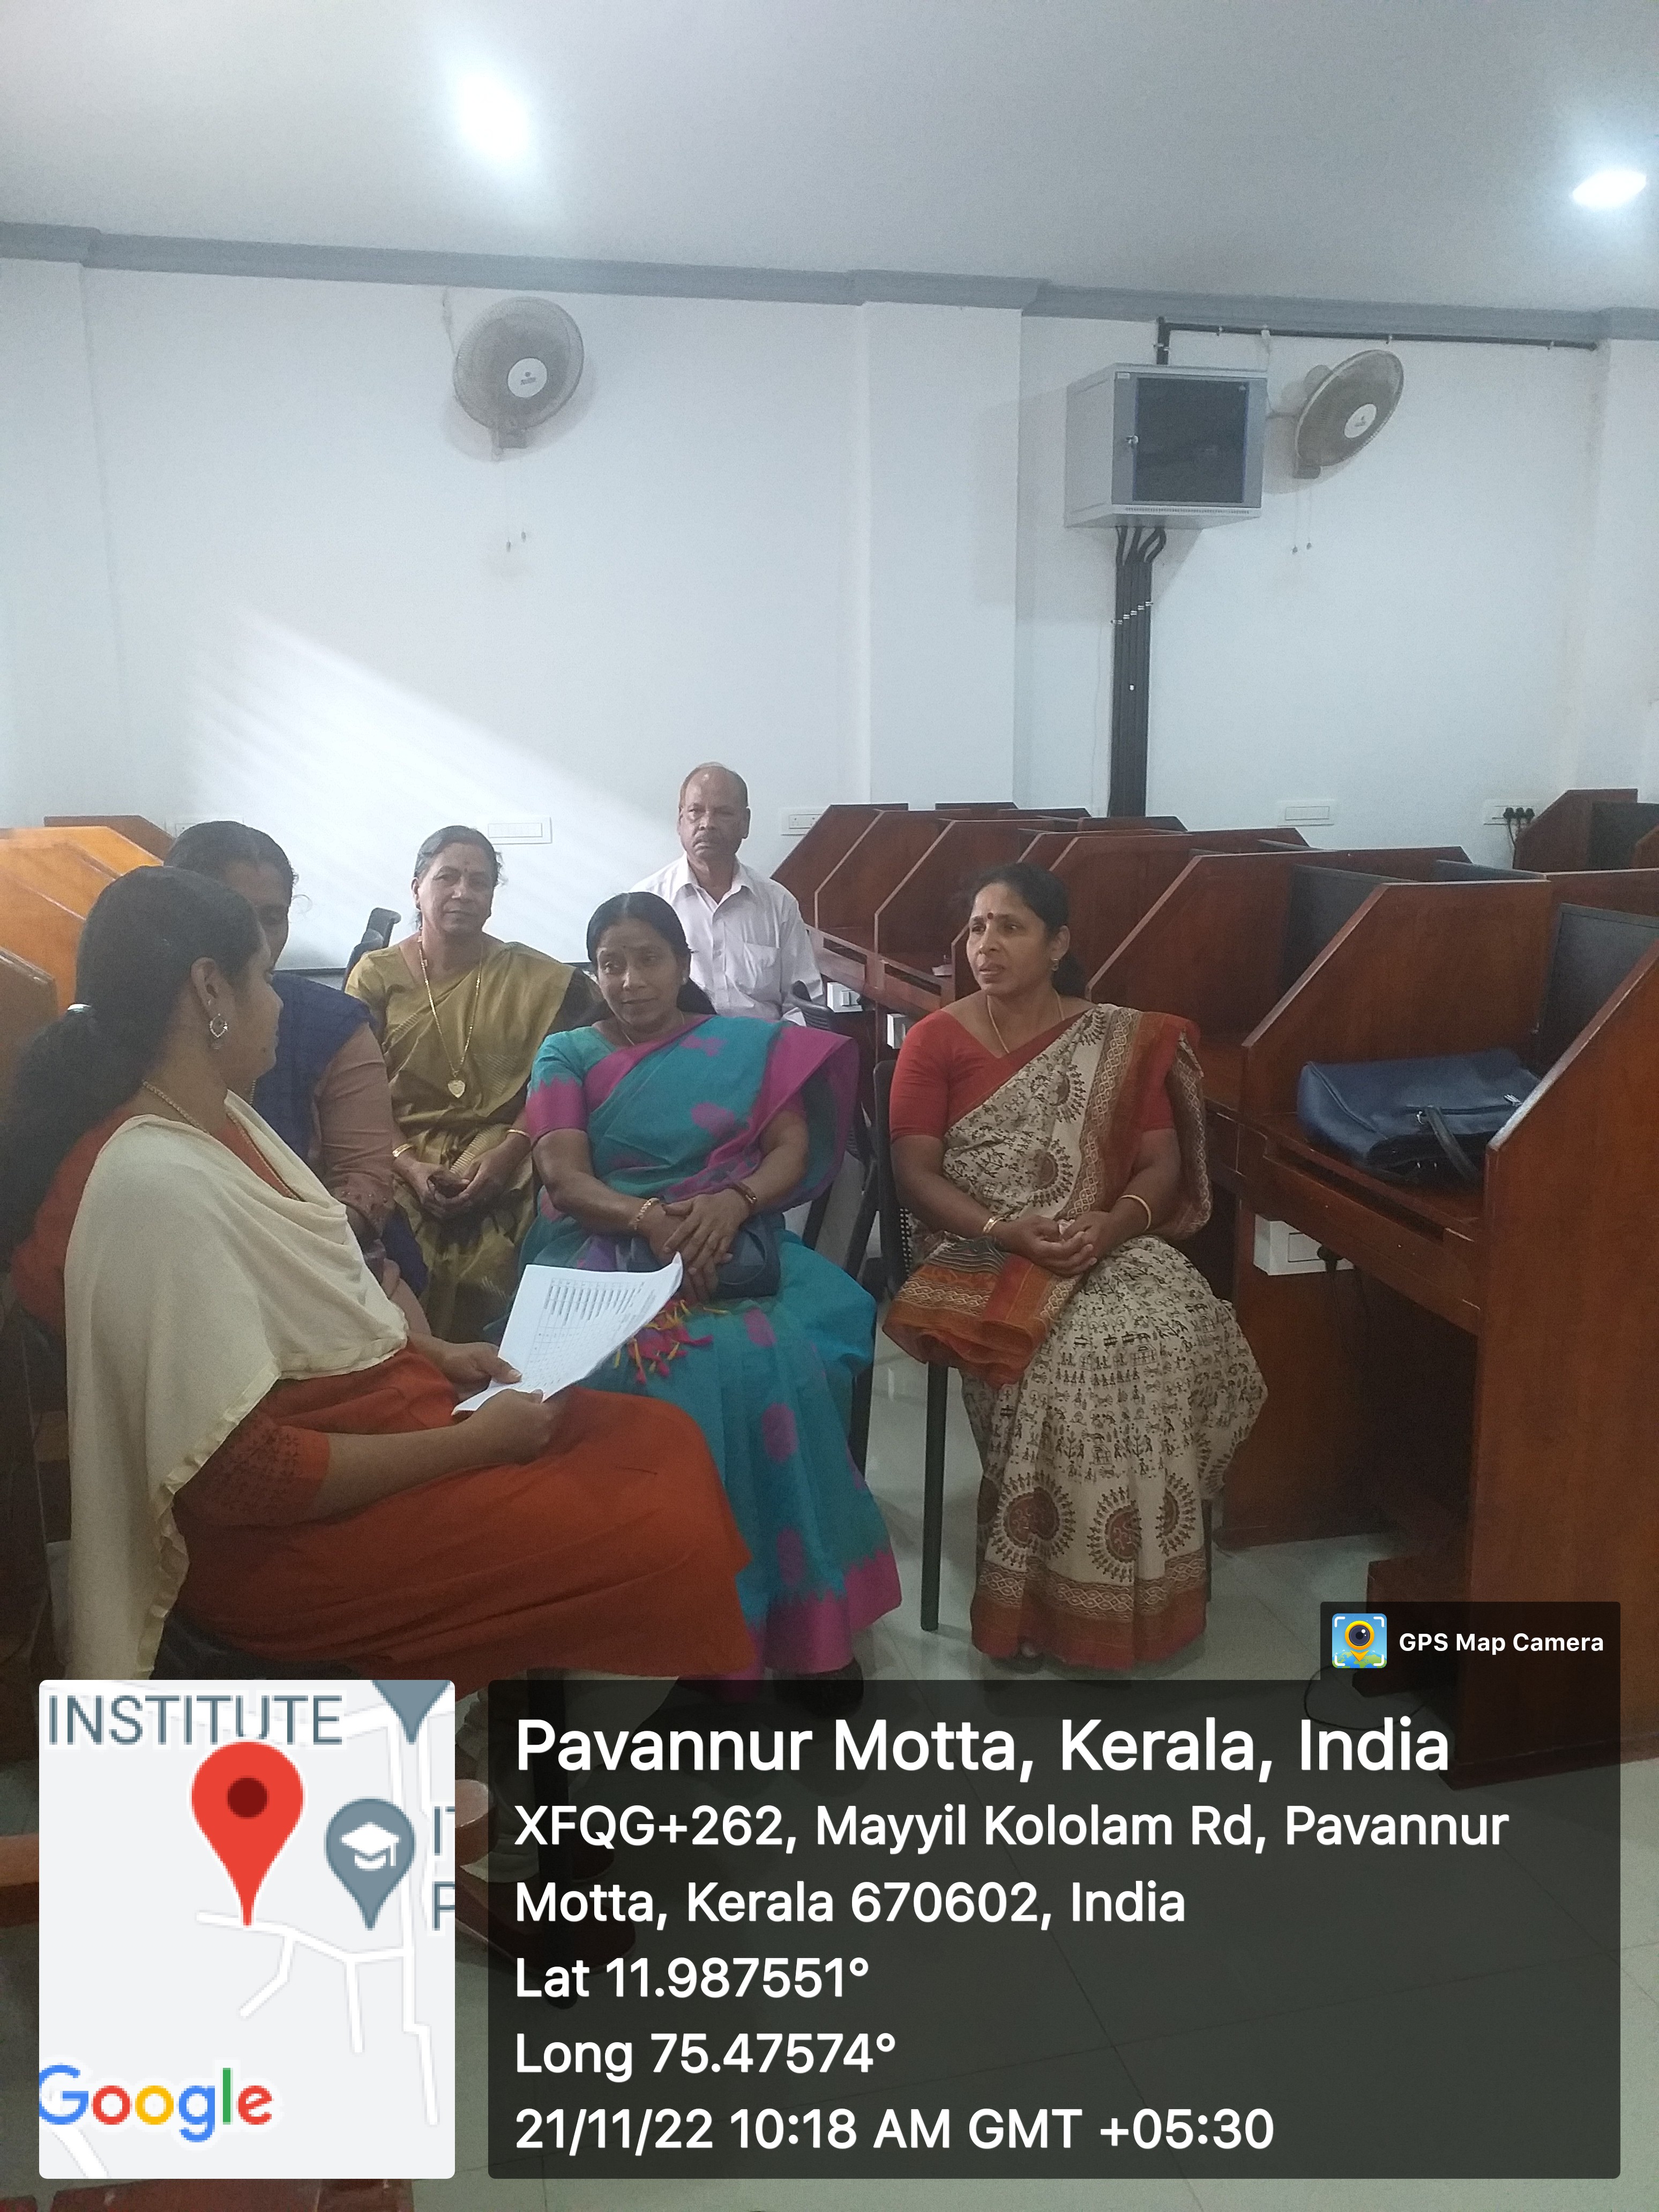 GPS Map Camera
INSTITUTE
Google
Pavannur Motta, Kerala, India
XFQG+262, Mayyil Kololam Rd, Pavannur
Motta, Kerala 670602, India
Lat 11.987551°
Long 75.47574°
21/11/22 10:18 AM GMT +05:30